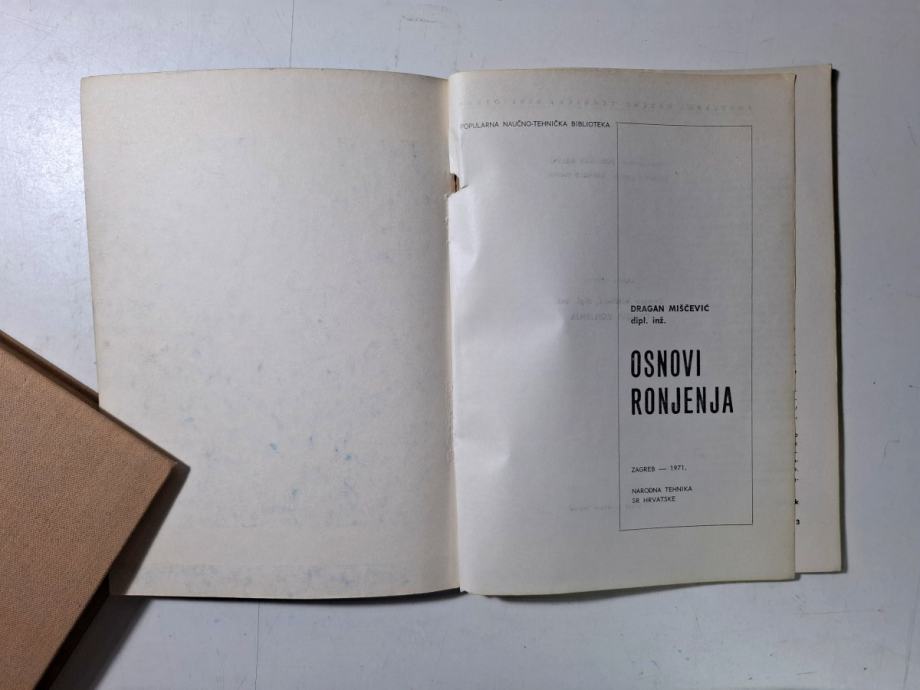 POPULARNA NAUČNO-TEHNIČKA BIBLIOTEKA
DRAGAN MIŠČEVIĆ
dipl. inž.
OSNOVI
RONJENJA
ZAGREB — 1971.
NARODNA TEHNIKA
SR HRVATSKE